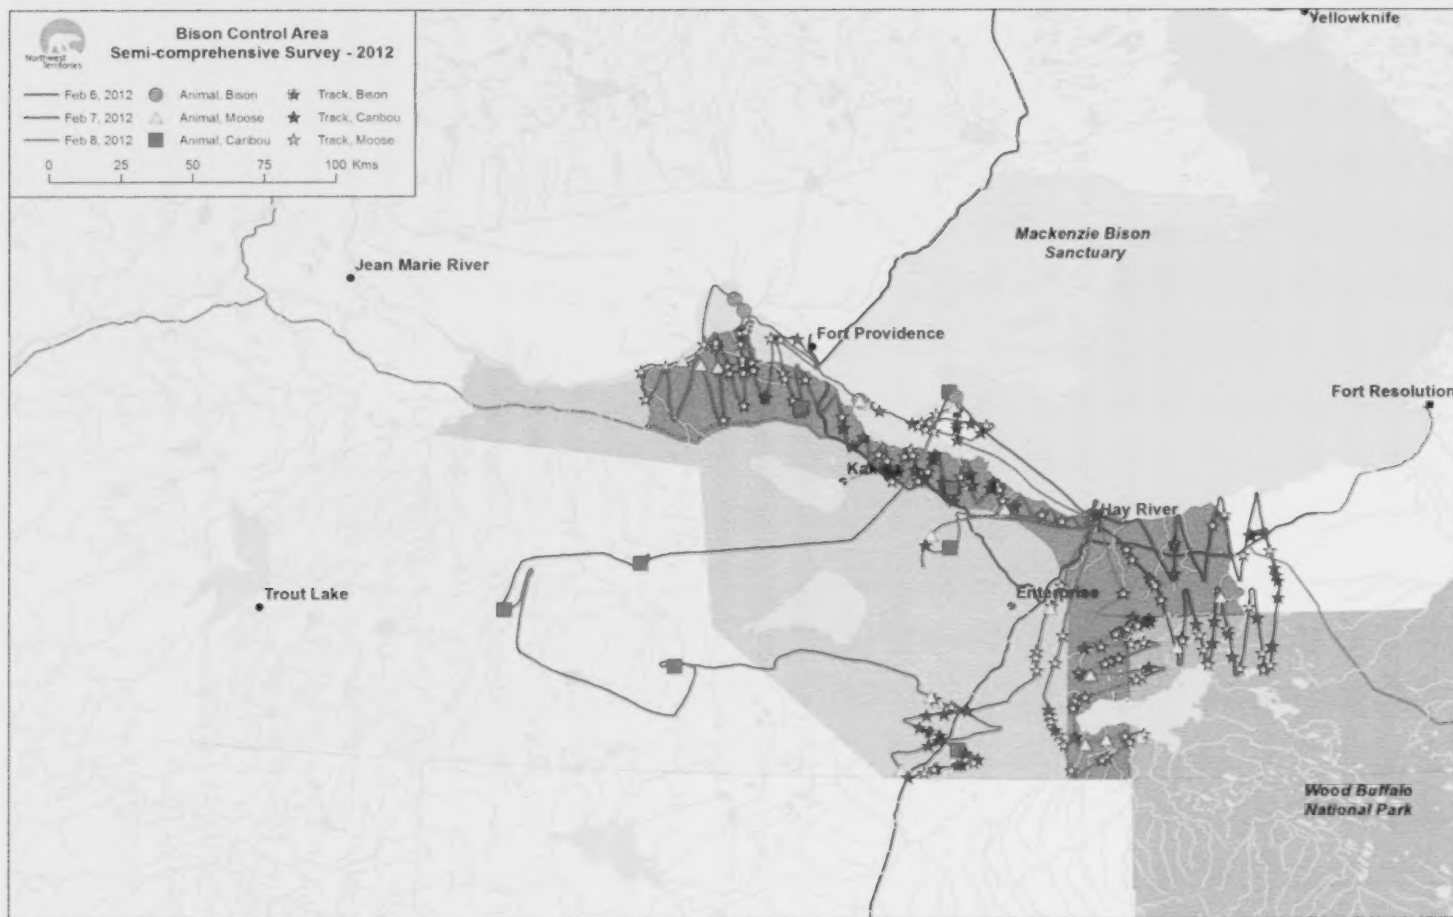 Bison Control Area
Semi-comprehensive Survey - 2012
Northwest
Territories
Feb 6, 2012 Animal, Bison Track, Bison
Feb 7, 2012 Animal, Moose Track, Caribou
Feb 8, 2012 Animal, Caribou Track, Moose
0 25 50 75 100 Kms
Yellowknife
Mackenzie Bison
Sanctuary
Jean Marie River
Fort Providence
Fort Resolution
Hay River
Trout Lake
Enterprise
Wood Buffalo
National Park